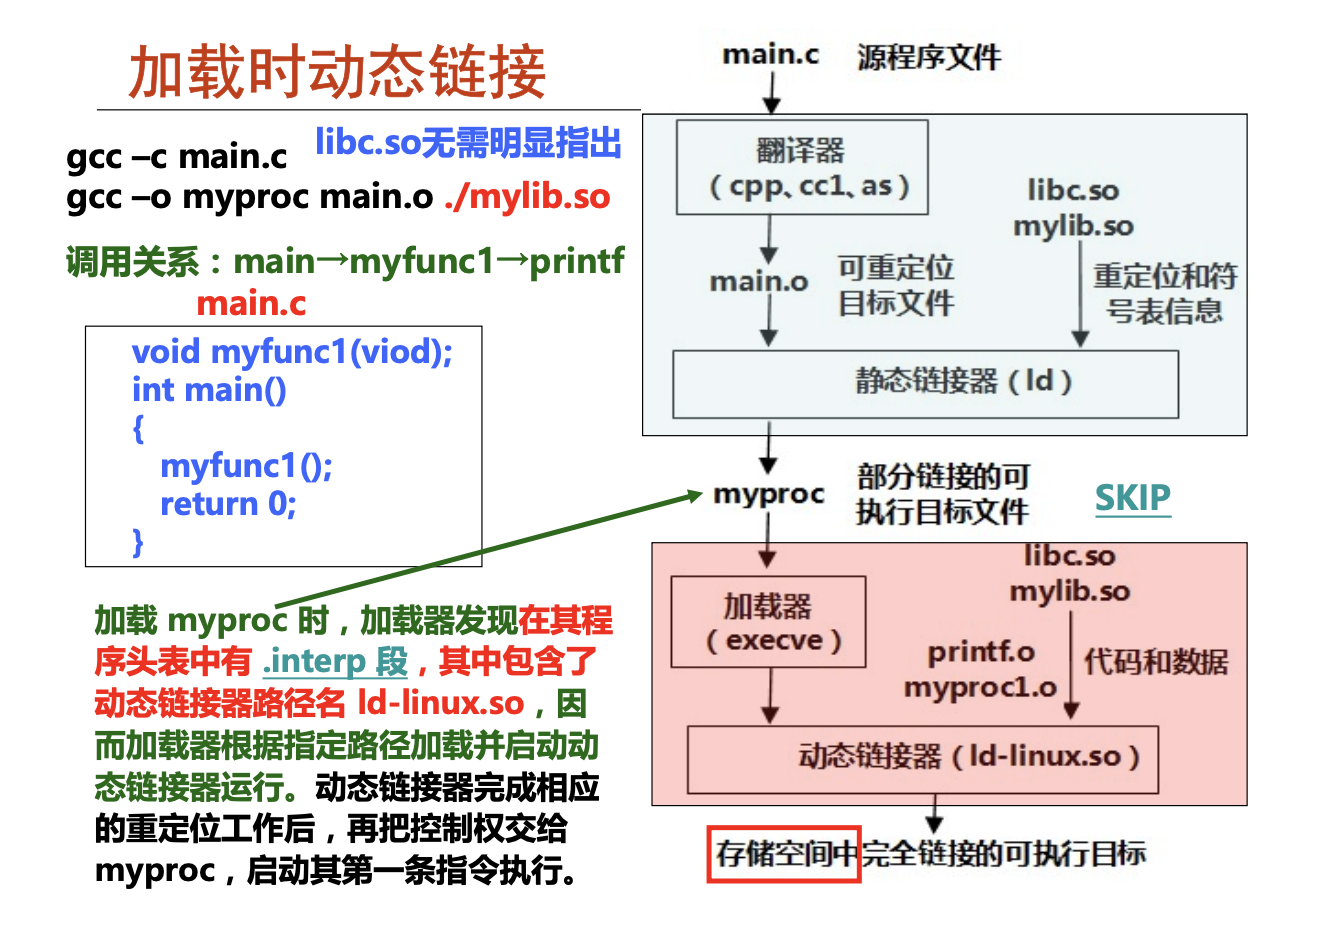 加载时动态链接
gcc –c main.c
libc.so无需明显指出
gcc –o myproc main.o ./mylib.so
调用关系：main→myfunc1→printf
main.c
void myfunc1(viod);
int main()
{
myfunc1();
return 0;
}
加载 myproc 时，加载器发现在其程
序头表中有 .interp 段，其中包含了
动态链接器路径名 ld-linux.so，因
而加载器根据指定路径加载并启动动
态链接器运行。动态链接器完成相应
的重定位工作后，再把控制权交给
myproc，启动其第一条指令执行。
main.c 源程序文件
翻译器
（cpp、cc1、as）
libc.so
mylib.so
main.o
可重定位
目标文件
重定位和符
号表信息
静态链接器（ld）
myproc
部分链接的可
执行目标文件
SKIP
libc.so
mylib.so
加载器
（execve）
printf.o
myproc1.o
代码和数据
动态链接器（ld-linux.so）
存储空间中完全链接的可执行目标